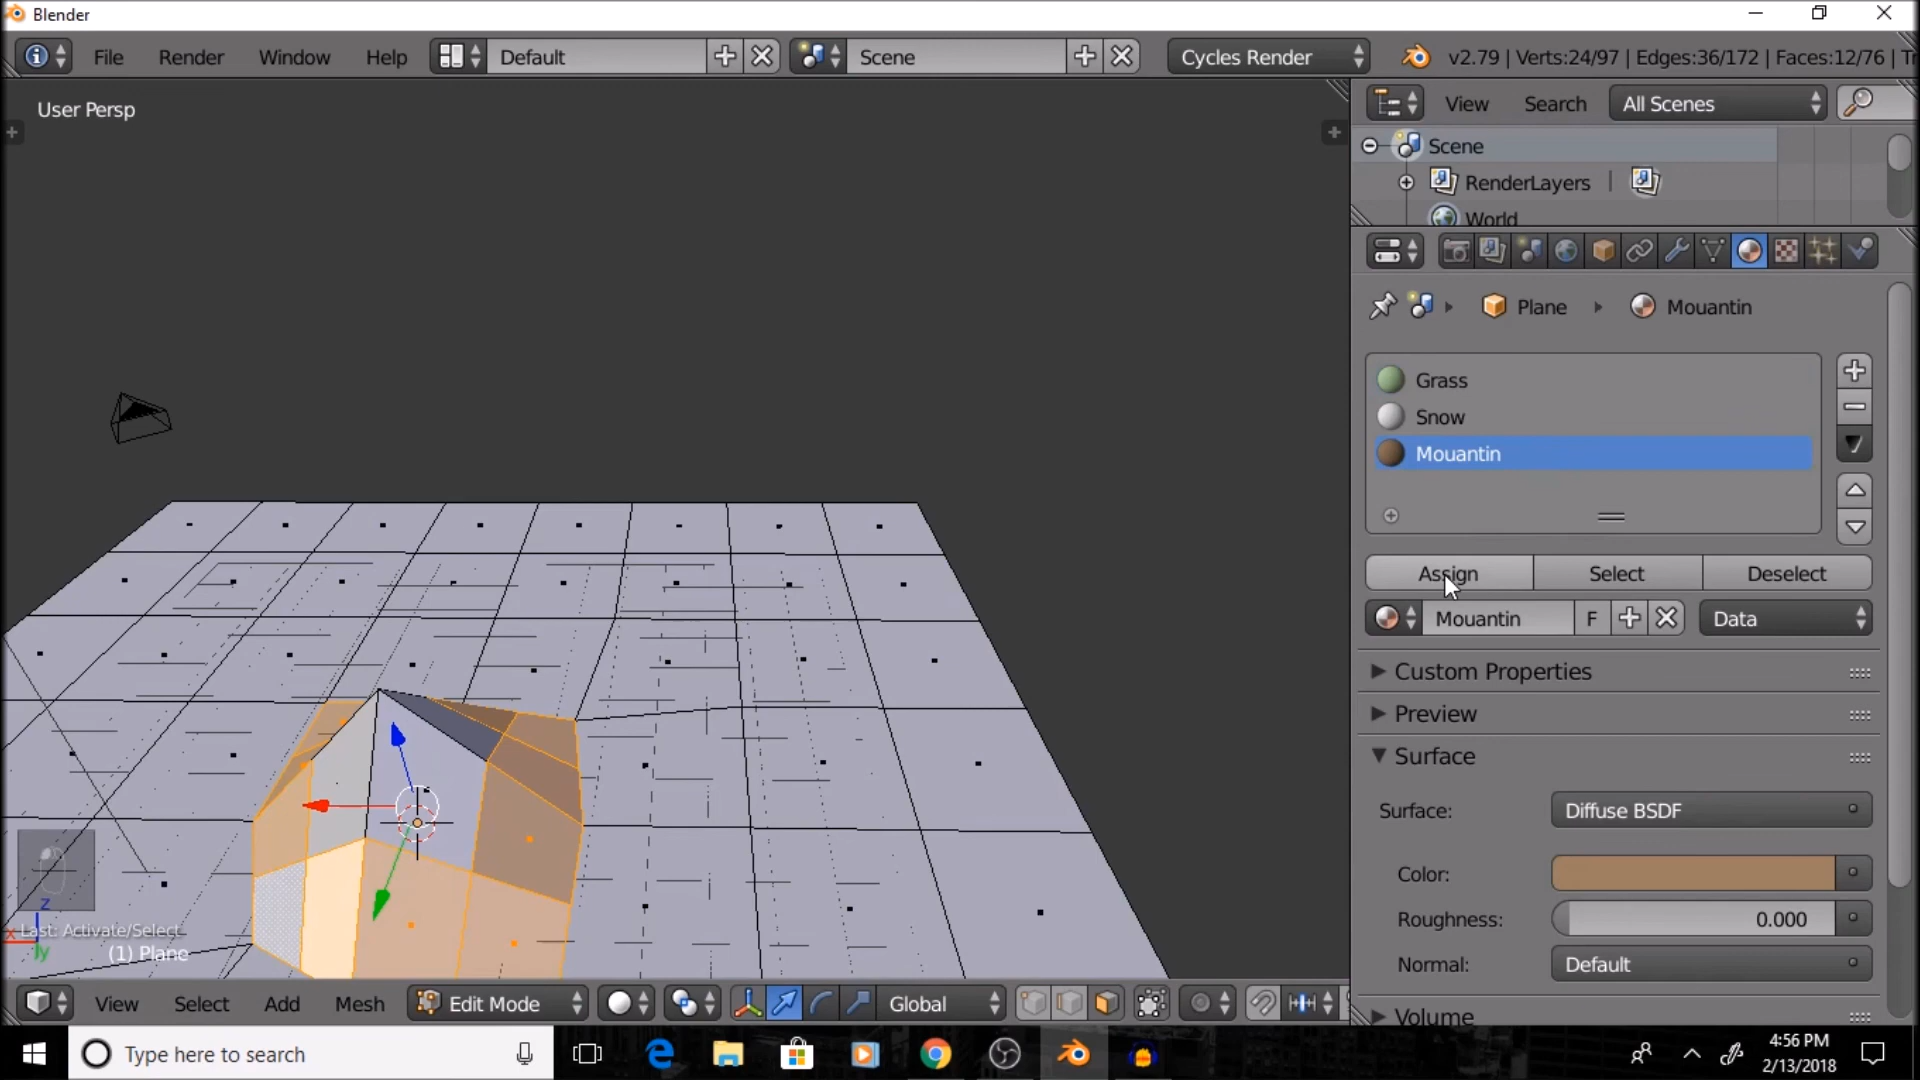 Blender
File Render Window Help Default Scene Cycles Render v2.79 | Verts:24/97 | Edges:36/172 | Faces:12/76 | Tr
User Persp
View Search All Scenes
Scene
RenderLayers |
World
Plane Mouantin
Grass
Snow
Mouantin
Assign Select Deselect
Mouantin F Data
Custom Properties
Preview
Surface
Surface: Diffuse BSDF
Color:
Roughness: 0.000
Normal: Default
Volume
z
x
y
Last: Activate/Select
(1) Plane
View Select Add Mesh Edit Mode Global
Type here to search
4:56 PM
2/13/2018